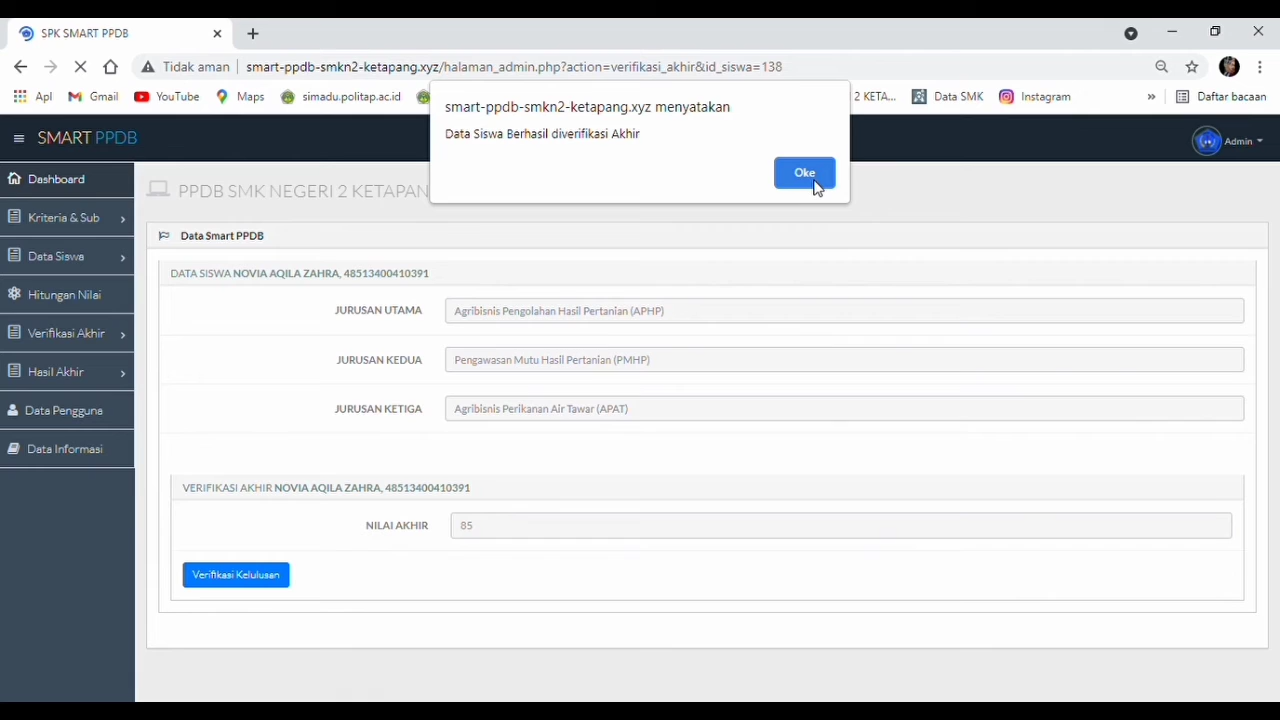 SPK SMART PPDB
Tidak aman
smart-ppdb-smkn2-ketapang.xyz/halaman_admin.php?action=verifikasi_akhir&id_siswa=138
Apl
Gmail
YouTube
Maps
simadu.politap.ac.id
2 KETA...
Data SMK
Instagram
»
Daftar bacaan
smart-ppdb-smkn2-ketapang.xyz menyatakan
Data Siswa Berhasil diverifikasi Akhir
Oke
SMART PPDB
Admin
Dashboard
Kriteria & Sub
Data Siswa
Hitungan Nilai
Verifikasi Akhir
Hasil Akhir
Data Pengguna
Data Informasi
PPDB SMK NEGERI 2 KETAPAN
Data Smart PPDB
DATA SISWA NOVIA AQILA ZAHRA, 48513400410391
JURUSAN UTAMA
Agribisnis Pengolahan Hasil Pertanian (APHP)
JURUSAN KEDUA
Pengawasan Mutu Hasil Pertanian (PMHP)
JURUSAN KETIGA
Agribisnis Perikanan Air Tawar (APAT)
VERIFIKASI AKHIR NOVIA AQILA ZAHRA, 48513400410391
NILAI AKHIR
85
Verifikasi Kelulusan